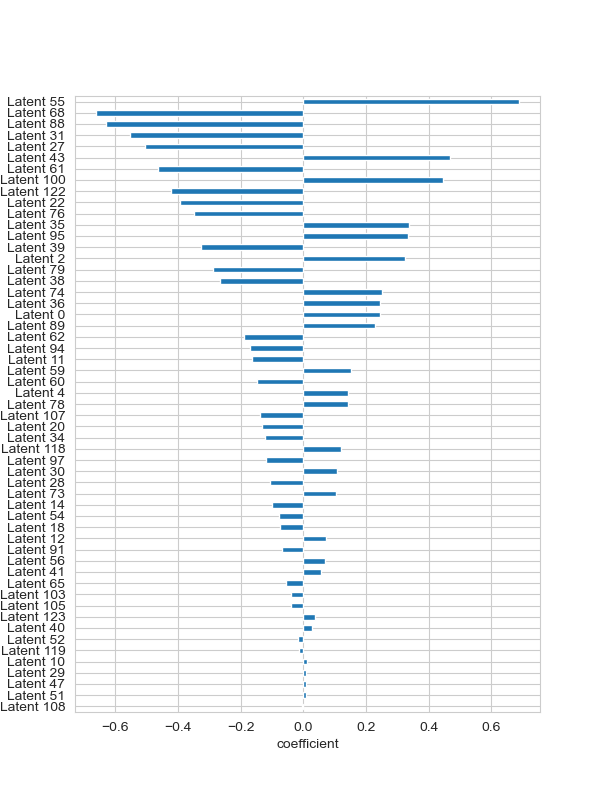 Latent 55
Latent 68
Latent 88
Latent 31
Latent 27
Latent 43
Latent 61
Latent 100
Latent 122
Latent 22
Latent 76
Latent 35
Latent 95
Latent 39
Latent 2
Latent 79
Latent 38
Latent 74
Latent 36
Latent 0
Latent 89
Latent 62
Latent 94
Latent 11
Latent 59
Latent 60
Latent 4
Latent 78
Latent 107
Latent 20
Latent 34
Latent 118
Latent 97
Latent 30
Latent 28
Latent 73
Latent 14
Latent 54
Latent 18
Latent 12
Latent 91
Latent 56
Latent 41
Latent 65
Latent 103
Latent 105
Latent 123
Latent 40
Latent 52
Latent 119
Latent 10
Latent 29
Latent 47
Latent 51
Latent 108
−0.6 −0.4 −0.2 0.0 0.2 0.4 0.6
coefficient